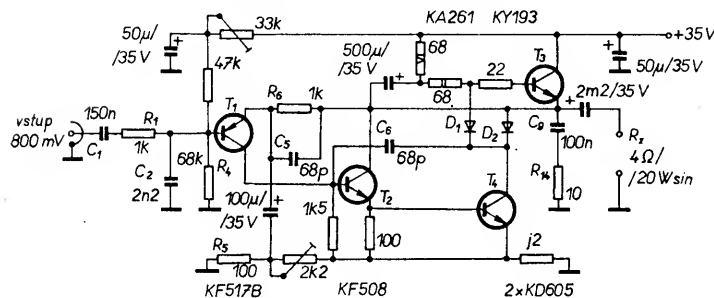 KA261 KY193
50µ/
/35 V
33k
+35V
47k
500µ/
/35V
68
68
22
T3
50µ/35V
2m2/35V
vstup
800 mV
150n
C1
R1
1k
C2
2n2
68k
R4
T1
R6
1k
C5
68p
C6
68p
D1
D2
C9
100n
R14
10
Rz
4Ω/
/20Wsin
100µ/
/35V
1k5
T2
100
T4
R5
100
2k2
j2
KF517B
KF508
2×KD605